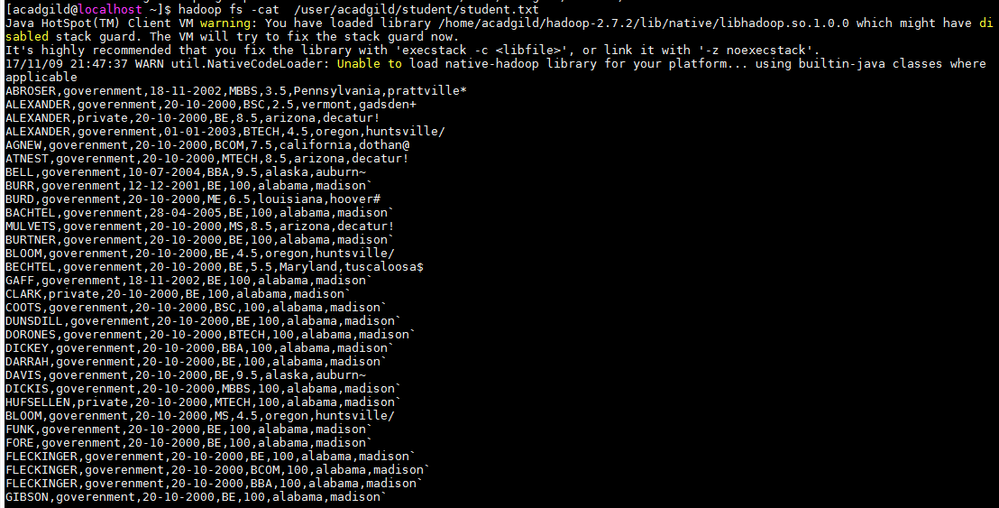 [acadgild@localhost ~]$ hadoop fs -cat  /user/acadgild/student/student.txt
Java HotSpot(TM) Client VM warning: You have loaded library /home/acadgild/hadoop-2.7.2/lib/native/libhadoop.so.1.0.0 which might have di
sabled stack guard. The VM will try to fix the stack guard now.
It's highly recommended that you fix the library with 'execstack -c <libfile>', or link it with '-z noexecstack'.
17/11/09 21:47:37 WARN util.NativeCodeLoader: Unable to load native-hadoop library for your platform... using builtin-java classes where
applicable
ABROSER,goverenment,18-11-2002,MBBS,3.5,Pennsylvania,prattville*
ALEXANDER,goverenment,20-10-2000,BSC,2.5,vermont,gadsden+
ALEXANDER,private,20-10-2000,BE,8.5,arizona,decatur!
ALEXANDER,goverenment,01-01-2003,BTECH,4.5,oregon,huntsville/
AGNEW,goverenment,20-10-2000,BCOM,7.5,california,dothan@
ATNEST,goverenment,20-10-2000,MTECH,8.5,arizona,decatur!
BELL,goverenment,10-07-2004,BBA,9.5,alaska,auburn~
BURR,goverenment,12-12-2001,BE,100,alabama,madison`
BURD,goverenment,20-10-2000,ME,6.5,louisiana,hoover#
BACHTEL,goverenment,28-04-2005,BE,100,alabama,madison`
MULVETS,goverenment,20-10-2000,MS,8.5,arizona,decatur!
BURTNER,goverenment,20-10-2000,BE,100,alabama,madison`
BLOOM,goverenment,20-10-2000,BE,4.5,oregon,huntsville/
BECHTEL,goverenment,20-10-2000,BE,5.5,Maryland,tuscaloosa$
GAFF,goverenment,18-11-2002,BE,100,alabama,madison`
CLARK,private,20-10-2000,BE,100,alabama,madison`
COOTS,goverenment,20-10-2000,BSC,100,alabama,madison`
DUNSDILL,goverenment,20-10-2000,BE,100,alabama,madison`
DORONES,goverenment,20-10-2000,BTECH,100,alabama,madison`
DICKEY,goverenment,20-10-2000,BBA,100,alabama,madison`
DARRAH,goverenment,20-10-2000,BE,100,alabama,madison`
DAVIS,goverenment,20-10-2000,BE,9.5,alaska,auburn~
DICKIS,goverenment,20-10-2000,MBBS,100,alabama,madison`
HUFSELLEN,private,20-10-2000,MTECH,100,alabama,madison`
BLOOM,goverenment,20-10-2000,MS,4.5,oregon,huntsville/
FUNK,goverenment,20-10-2000,BE,100,alabama,madison`
FORE,goverenment,20-10-2000,BE,100,alabama,madison`
FLECKINGER,goverenment,20-10-2000,BE,100,alabama,madison`
FLECKINGER,goverenment,20-10-2000,BCOM,100,alabama,madison`
FLECKINGER,goverenment,20-10-2000,BBA,100,alabama,madison`
GIBSON,goverenment,20-10-2000,BE,100,alabama,madison`